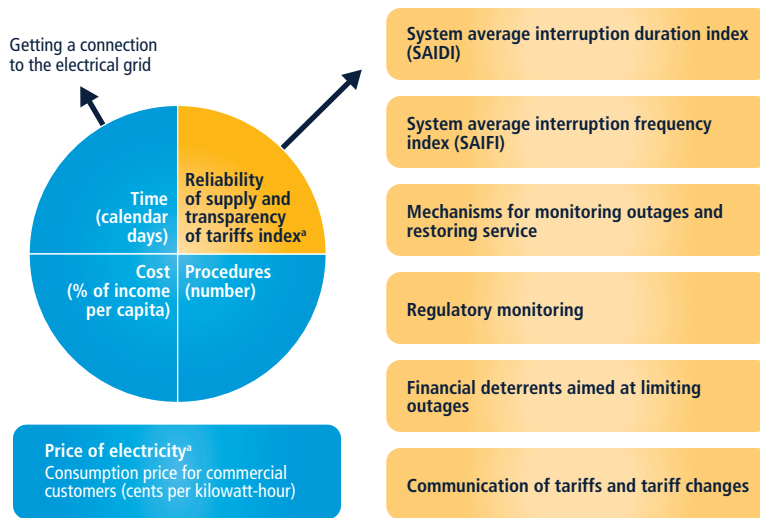 Getting a connection
to the electrical grid
Time
(calendar
days)
Reliability
of supply and
transparency
of tariffs indexᵃ
Cost
(% of income
per capita)
Procedures
(number)
Price of electricityᵃ
Consumption price for commercial
customers (cents per kilowatt-hour)
System average interruption duration index
(SAIDI)
System average interruption frequency
index (SAIFI)
Mechanisms for monitoring outages and
restoring service
Regulatory monitoring
Financial deterrents aimed at limiting
outages
Communication of tariffs and tariff changes